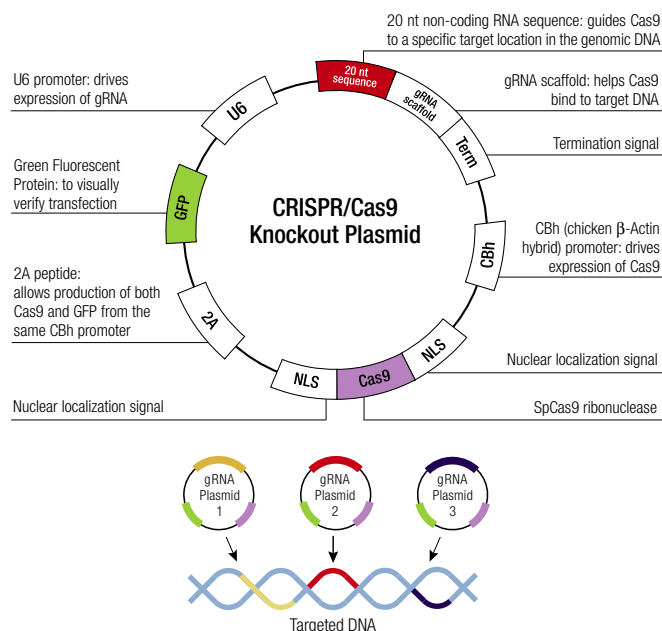 20 nt non-coding RNA sequence: guides Cas9
to a specific target location in the genomic DNA
U6 promoter: drives
expression of gRNA
20 nt
sequence
gRNA
scaffold
gRNA scaffold: helps Cas9
bind to target DNA
U6
Term
Termination signal
Green Fluorescent
Protein: to visually
verify transfection
GFP
CRISPR/Cas9
Knockout Plasmid
CBh
CBh (chicken β-Actin
hybrid) promoter: drives
expression of Cas9
2A peptide:
allows production of both
Cas9 and GFP from the
same CBh promoter
2A
NLS
Cas9
NLS
Nuclear localization signal
Nuclear localization signal
SpCas9 ribonuclease
gRNA
Plasmid
1
gRNA
Plasmid
2
gRNA
Plasmid
3
Targeted DNA